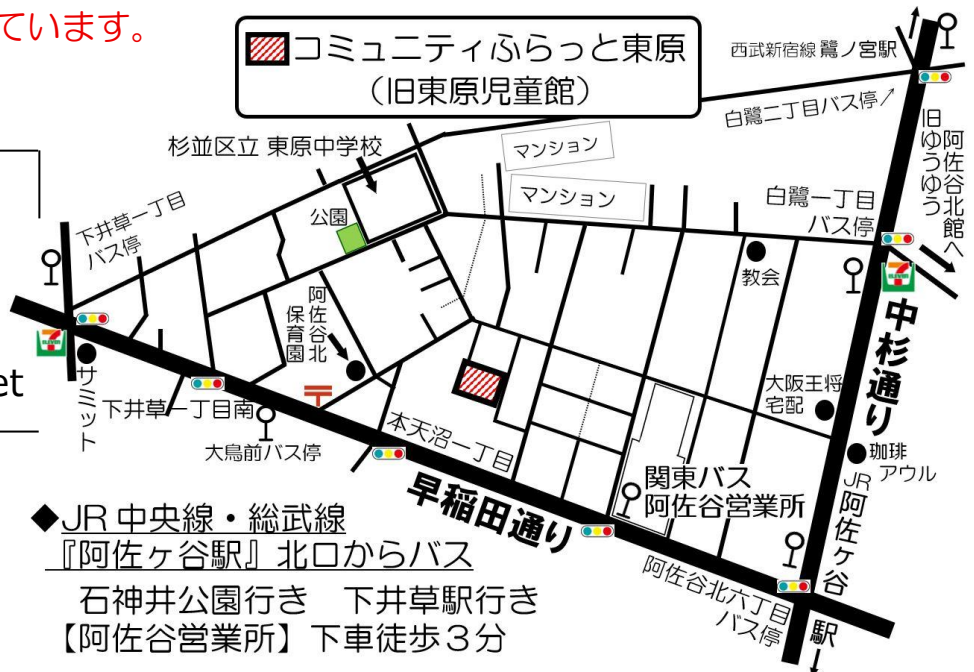 ています。
コミュニティふらっと東原
(旧東原児童館)
西武新宿線 鷺ノ宮駅
白鷺二丁目バス停
旧ゆうゆう
阿佐谷北館へ
杉並区立 東原中学校
マンション
マンション
白鷺一丁目
バス停
公園
下井草一丁目
バス停
教会
7 ELEVEN
阿佐谷北
保育園
中杉通り
7 ELEVEN
サミット
et
下井草一丁目南
大鳥前バス停
本天沼一丁目
大阪王将
宅配
珈琲
アウル
早稲田通り
関東バス
阿佐谷営業所
JR阿佐ヶ谷駅
阿佐谷北六丁目
バス停
◆JR 中央線・総武線
『阿佐ヶ谷駅』北口からバス
石神井公園行き 下井草駅行き
【阿佐谷営業所】下車徒歩3分